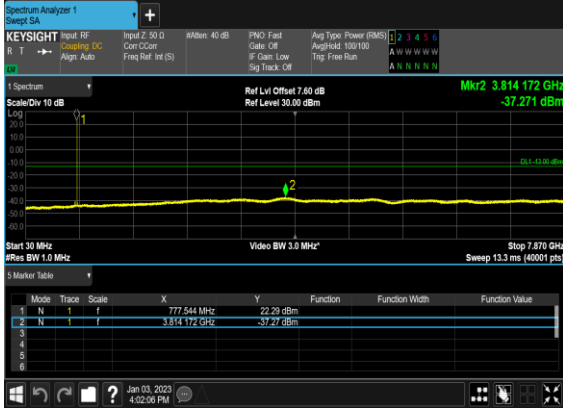 Spectrum Analyzer 1
Swept SA
+
KEYSIGHT Input: RF Input Z: 50 Ω #Atten: 40 dB PNO: Fast Avg Type: Power (RMS) 1 2 3 4 5 6
R T Coupling: DC Corr CCorr Gate: Off Avg|Hold: 100/100 A W W W W W
Align: Auto Freq Ref: Int (S) IF Gain: Low Trig: Free Run
Sig Track: Off A N N N N N
1 Spectrum Ref Lvl Offset 7.60 dB Mkr2 3.814 172 GHz
Scale/Div 10 dB Ref Level 30.00 dBm -37.271 dBm
Log
20.0
10.0
0.00
-10.0
-20.0
-30.0
-40.0
-50.0
-60.0
1
DL1 -13.00 dBm
2
Start 30 MHz Video BW 3.0 MHz* Stop 7.870 GHz
#Res BW 1.0 MHz Sweep 13.3 ms (40001 pts)
5 Marker Table
Mode Trace Scale X Y Function Function Width Function Value
1 N 1 f 777.544 MHz 22.29 dBm
2 N 1 f 3.814 172 GHz -37.27 dBm
3
4
5
6
? Jan 03, 2023
4:02:06 PM